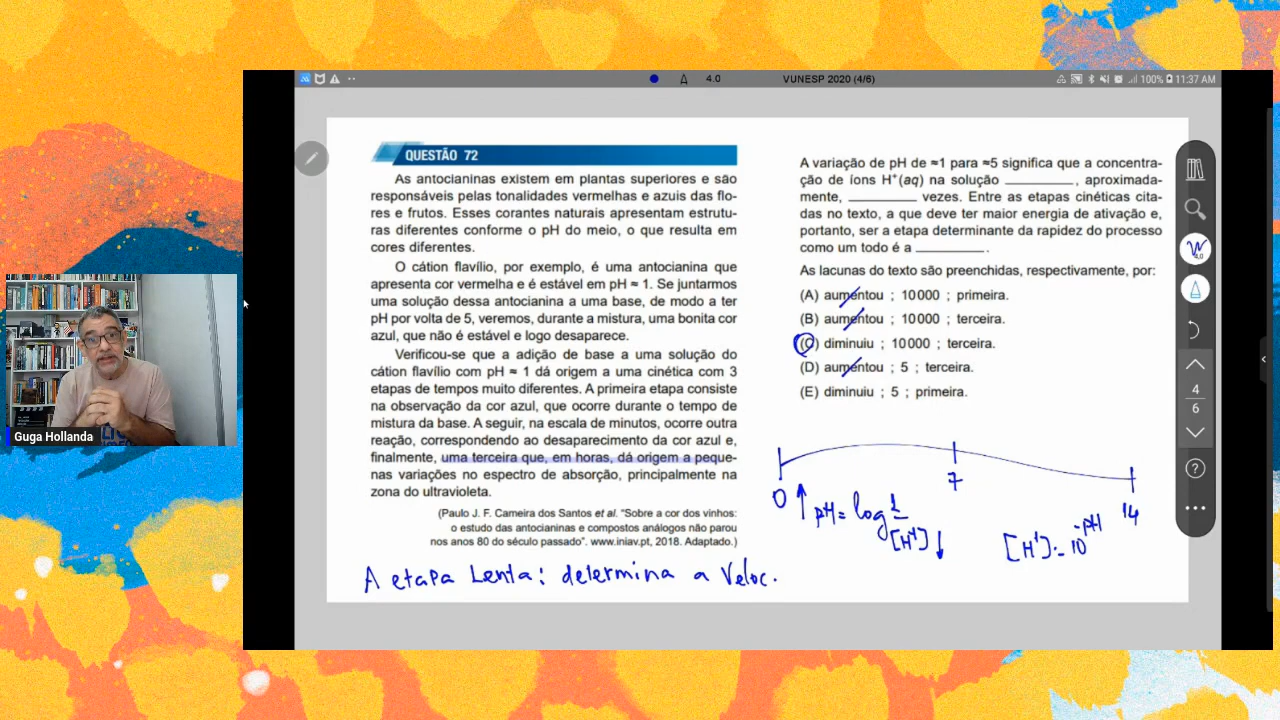 4.0
VUNESP 2020 (4/6)
100%
11:37 AM
QUESTÃO 72
As antocianinas existem em plantas superiores e são
responsáveis pelas tonalidades vermelhas e azuis das flo-
res e frutos. Esses corantes naturais apresentam estrutu-
ras diferentes conforme o pH do meio, o que resulta em
cores diferentes.
O cátion flavílio, por exemplo, é uma antocianina que
apresenta cor vermelha e é estável em pH ≈ 1. Se juntarmos
uma solução dessa antocianina a uma base, de modo a ter
pH por volta de 5, veremos, durante a mistura, uma bonita cor
azul, que não é estável e logo desaparece.
Verificou-se que a adição de base a uma solução do
cátion flavílio com pH ≈ 1 dá origem a uma cinética com 3
etapas de tempos muito diferentes. A primeira etapa consiste
na observação da cor azul, que ocorre durante o tempo de
mistura da base. A seguir, na escala de minutos, ocorre outra
reação, correspondendo ao desaparecimento da cor azul e,
finalmente, uma terceira que, em horas, dá origem a peque-
nas variações no espectro de absorção, principalmente na
zona do ultravioleta.
(Paulo J. F. Cameira dos Santos et al. "Sobre a cor dos vinhos:
o estudo das antocianinas e compostos análogos não parou
nos anos 80 do século passado". www.iniav.pt, 2018. Adaptado.)
A etapa Lenta: determina a Veloc.
A variação de pH de ≈1 para ≈5 significa que a concentra-
ção de íons H⁺(aq) na solução ________, aproximada-
mente, ________ vezes. Entre as etapas cinéticas cita-
das no texto, a que deve ter maior energia de ativação e,
portanto, ser a etapa determinante da rapidez do processo
como um todo é a ________.
As lacunas do texto são preenchidas, respectivamente, por:
(A) aumentou ; 10 000 ; primeira.
(B) aumentou ; 10 000 ; terceira.
(C) diminuiu ; 10 000 ; terceira.
(D) aumentou ; 5 ; terceira.
(E) diminuiu ; 5 ; primeira.
0 7 14
↑ pH = log 1/[H⁺] ↓
[H⁺] = 10^-pH
4,0
4
6
Guga Hollanda